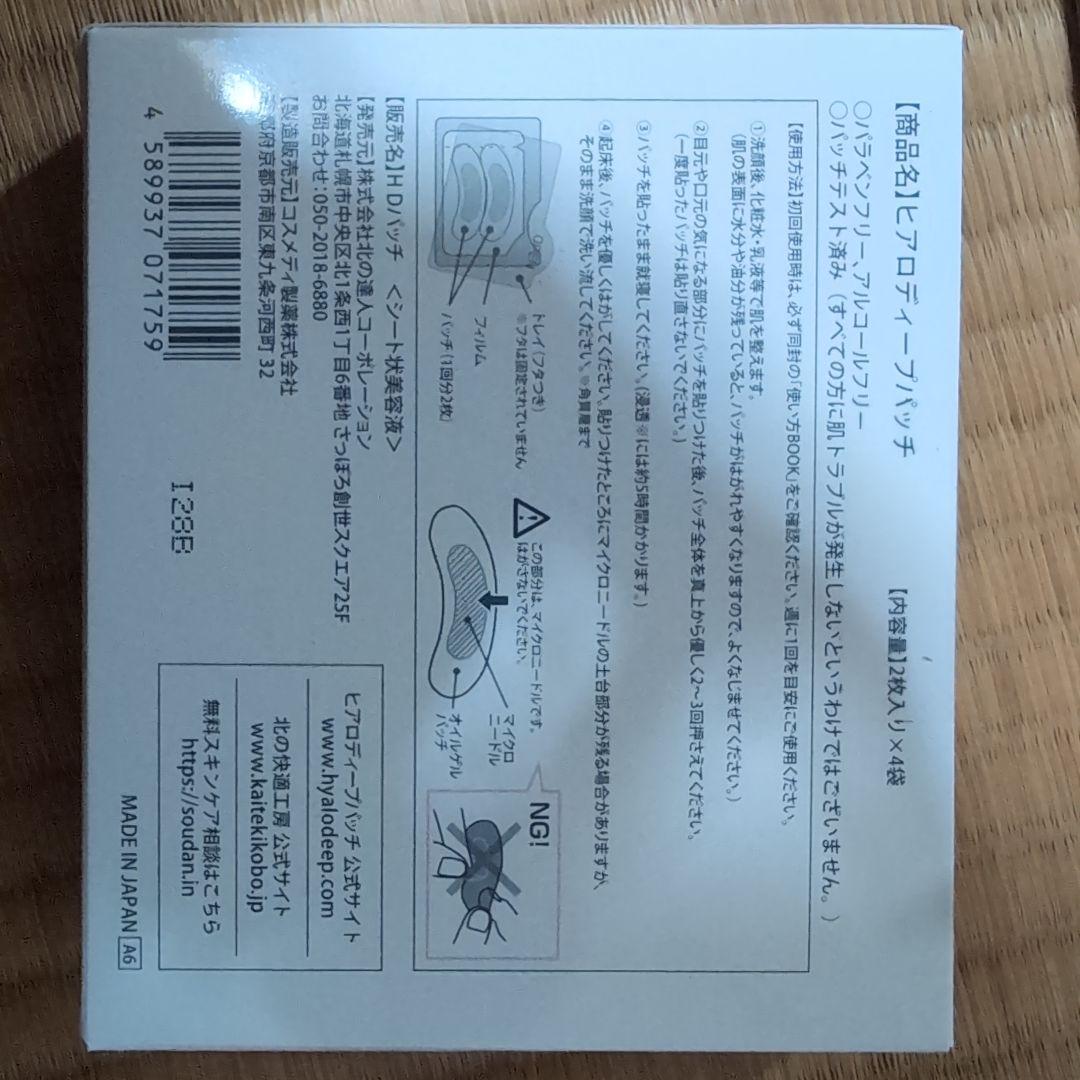 【商品名】ヒアロディープパッチ
【内容量】2枚入り×4袋
○パラベンフリー、アルコールフリー
○パッチテスト済み（すべての方に肌トラブルが発生しないというわけではございません。）
【使用方法】初回使用時は、必ず同封の「使い方BOOK」をご確認ください。週に1回を目安にご使用ください。
①洗顔後、化粧水・乳液等で肌を整えます。
（肌の表面に水分や油分が残っていると、パッチがはがれやすくなりますので、よくなじませてください。）
②目元や口元の気になる部分にパッチを貼りつけた後、パッチ全体を真上から優しく2～3回押さえてください。
（一度貼ったパッチは貼り直さないでください。）
③パッチを貼ったまま就寝してください。（浸透※には約5時間かかります。）
④起床後、パッチを優しくはがしてください。貼りつけたところにマイクロニードルの土台部分が残る場合がありますが、
そのまま洗顔で洗い流してください。※角質層まで
Open
トレイ（フタつき）
※フタは固定されていません
フィルム
パッチ（1回分2枚）
この部分は、マイクロニードルです。
はがさないでください。
マイクロ
ニードル
オイルゲル
パッチ
NG!
【販売名】HDパッチ ＜シート状美容液＞
【発売元】株式会社北の達人コーポレーション
北海道札幌市中央区北1条西1丁目6番地 さっぽろ創世スクエア25F
お問合わせ：050-2018-6880
【製造販売元】コスメディ製薬株式会社
都府京都市南区東九条河西町32
4 589937 071759
I28B
ヒアロディープパッチ 公式サイト
www.hyalodeep.com
北の快適工房 公式サイト
www.kaitekikobo.jp
無料スキンケア相談はこちら
https://soudan.in
MADE IN JAPAN A6